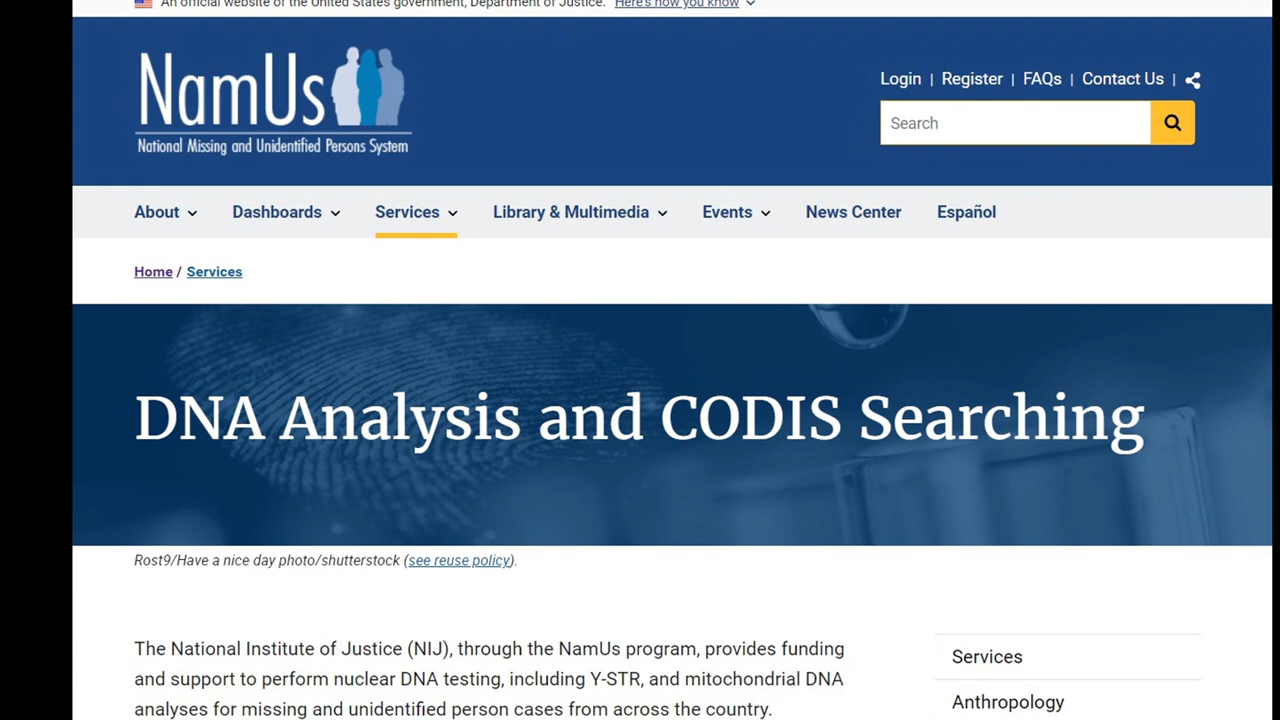 An official website of the United States government, Department of Justice. Here's how you know
NamUs
National Missing and Unidentified Persons System
Login | Register | FAQs | Contact Us |
Search
About Dashboards Services Library & Multimedia Events News Center Español
Home / Services
DNA Analysis and CODIS Searching
Rost9/Have a nice day photo/shutterstock (see reuse policy).
The National Institute of Justice (NIJ), through the NamUs program, provides funding
and support to perform nuclear DNA testing, including Y-STR, and mitochondrial DNA
analyses for missing and unidentified person cases from across the country.
Services
Anthropology